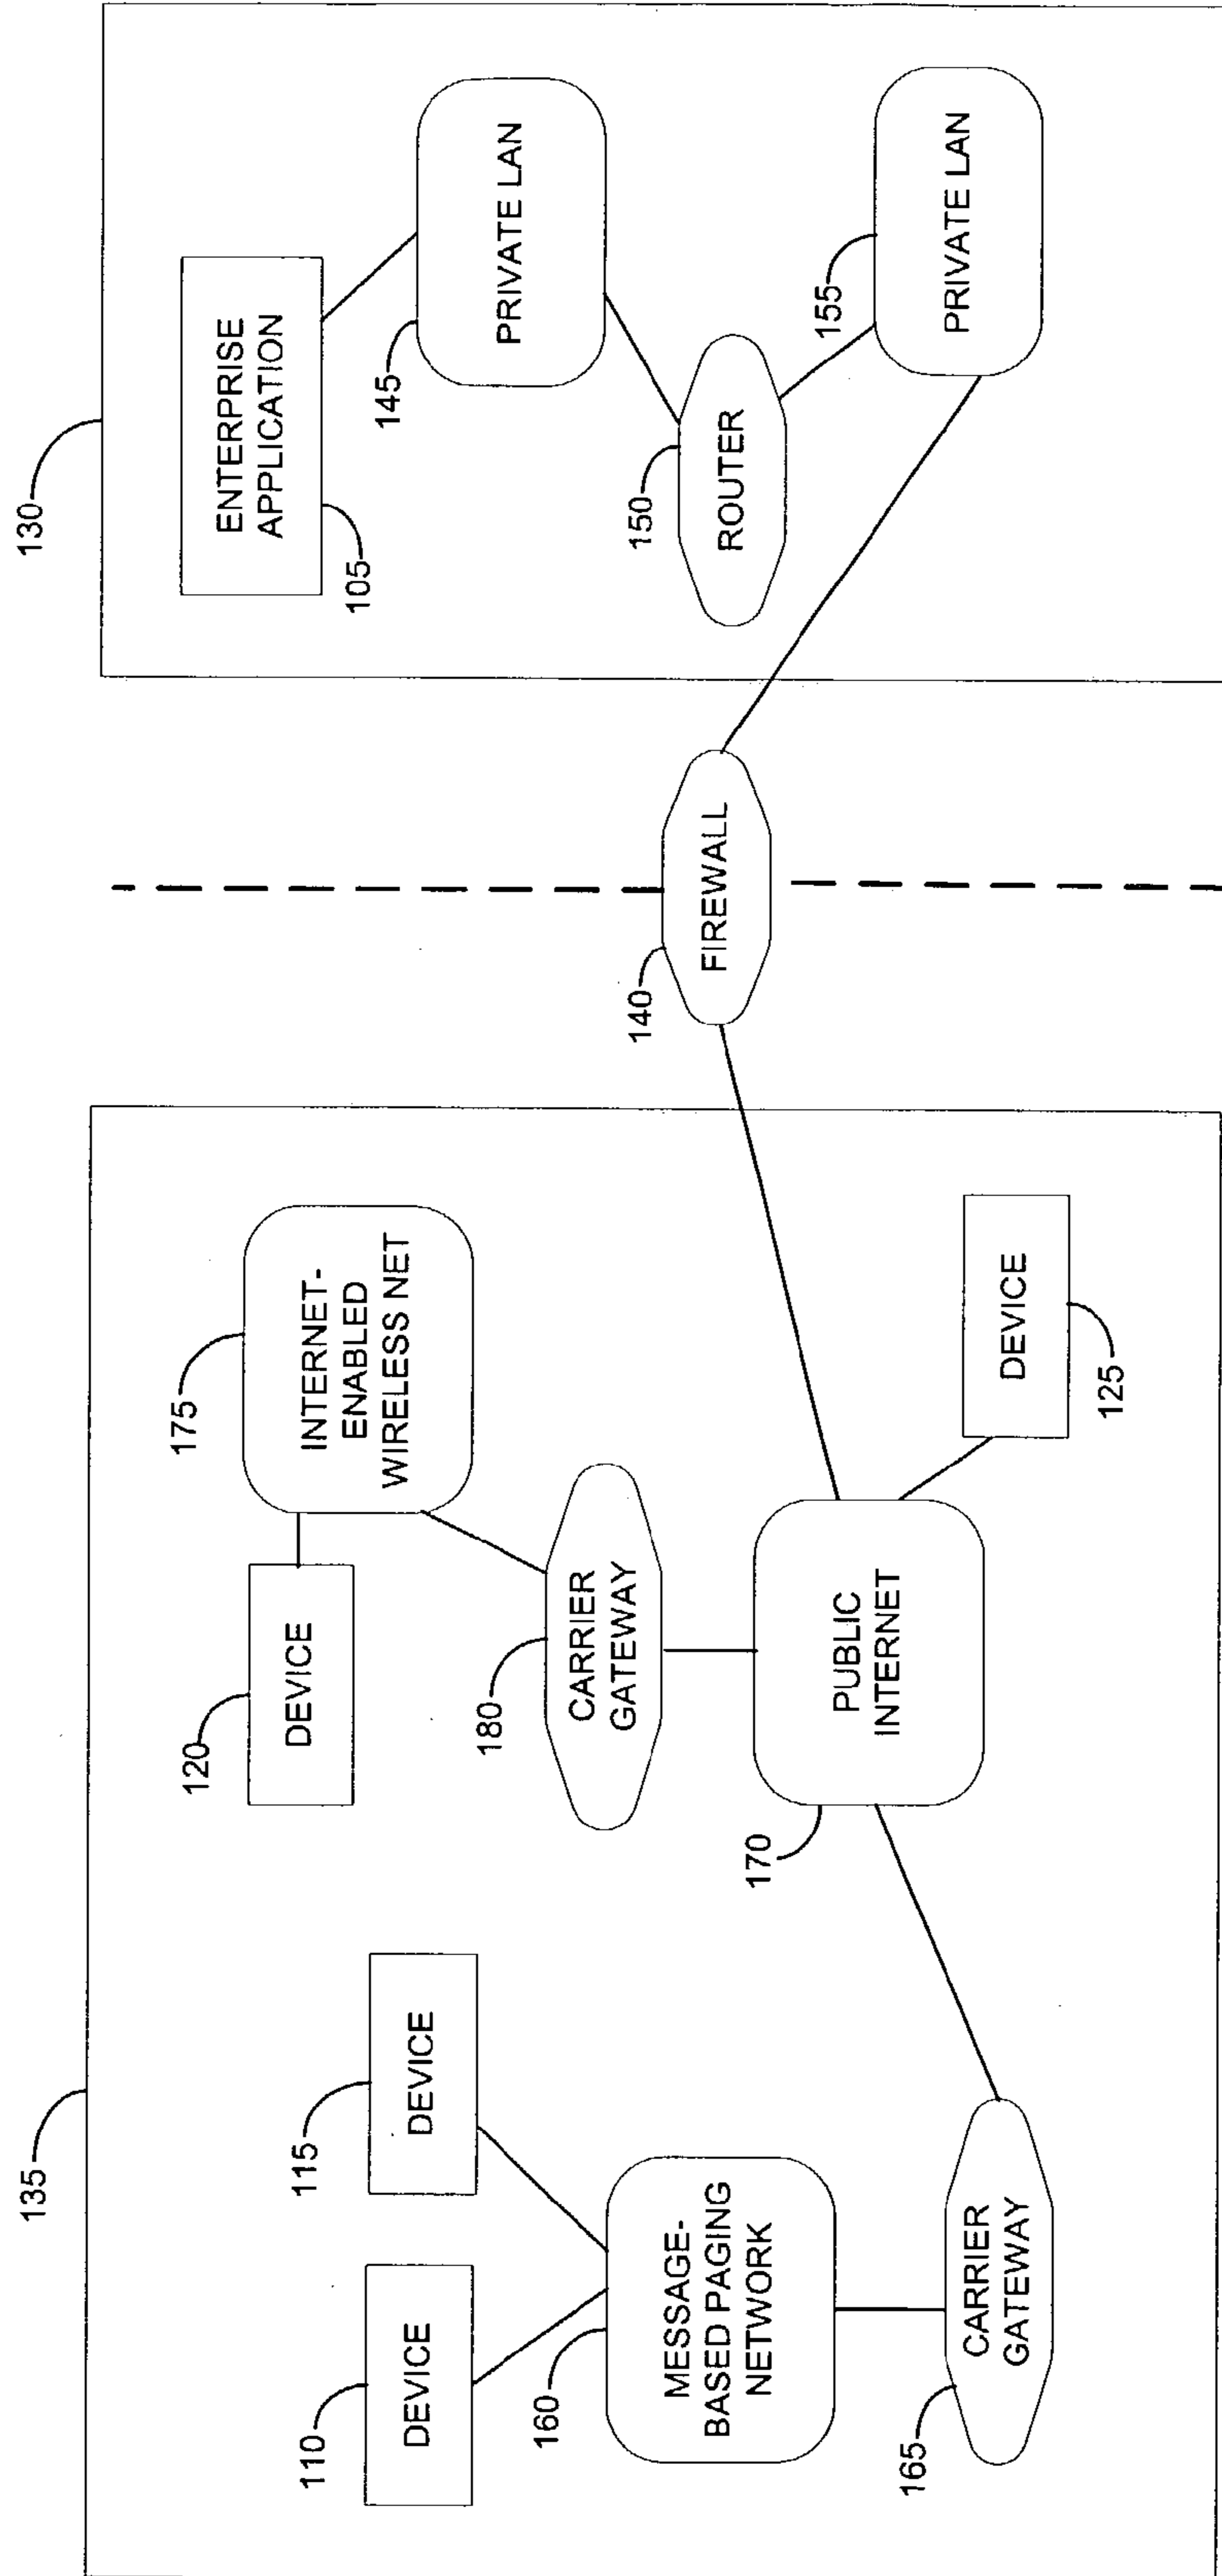 135
130
110
DEVICE
115
DEVICE
120
DEVICE
175
INTERNET-
ENABLED
WIRELESS NET
ENTERPRISE
APPLICATION
105
145
PRIVATE LAN
160
MESSAGE-
BASED PAGING
NETWORK
180
CARRIER
GATEWAY
140
FIREWALL
150
ROUTER
165
CARRIER
GATEWAY
170
PUBLIC
INTERNET
DEVICE
125
155
PRIVATE LAN